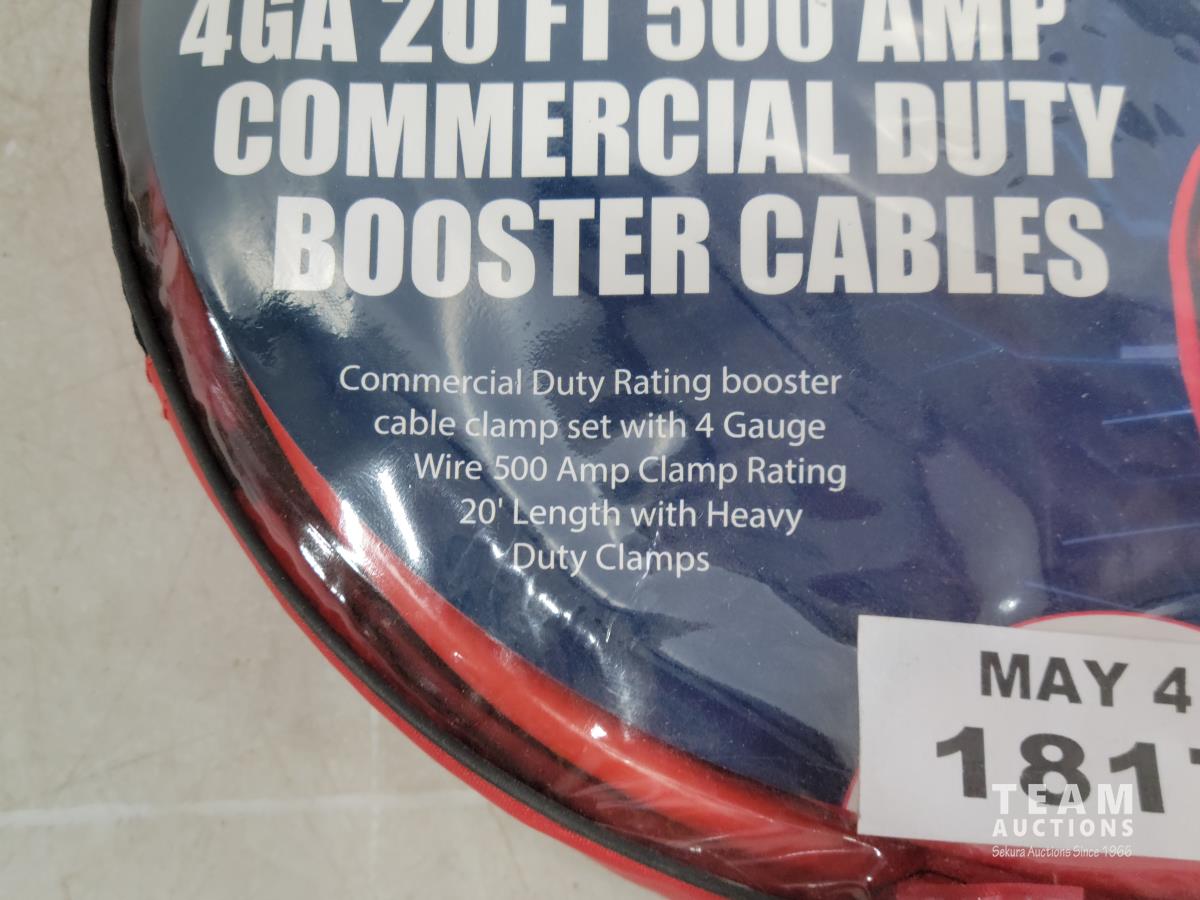 4GA 20 FT 500 AMP
COMMERCIAL DUTY
BOOSTER CABLES
Commercial Duty Rating booster
cable clamp set with 4 Gauge
Wire 500 Amp Clamp Rating
20' Length with Heavy
Duty Clamps
MAY 4
181
TEAM
AUCTIONS
Sekura Auctions Since 1966